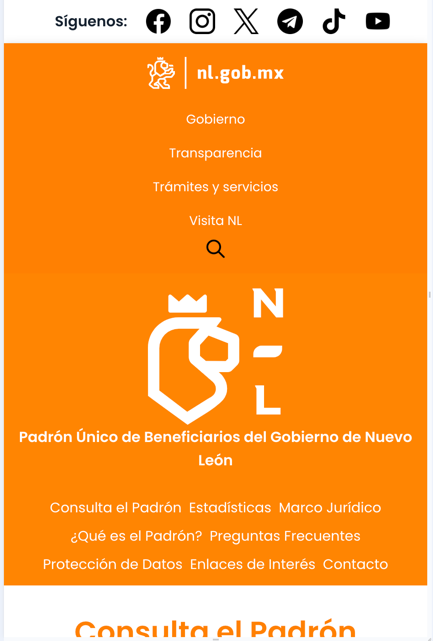 Síguenos:
nl.gob.mx
Gobierno
Transparencia
Trámites y servicios
Visita NL
N
L
Padrón Único de Beneficiarios del Gobierno de Nuevo
León
Consulta el Padrón Estadísticas Marco Jurídico
¿Qué es el Padrón? Preguntas Frecuentes
Protección de Datos Enlaces de Interés Contacto
Consulta el Padrón